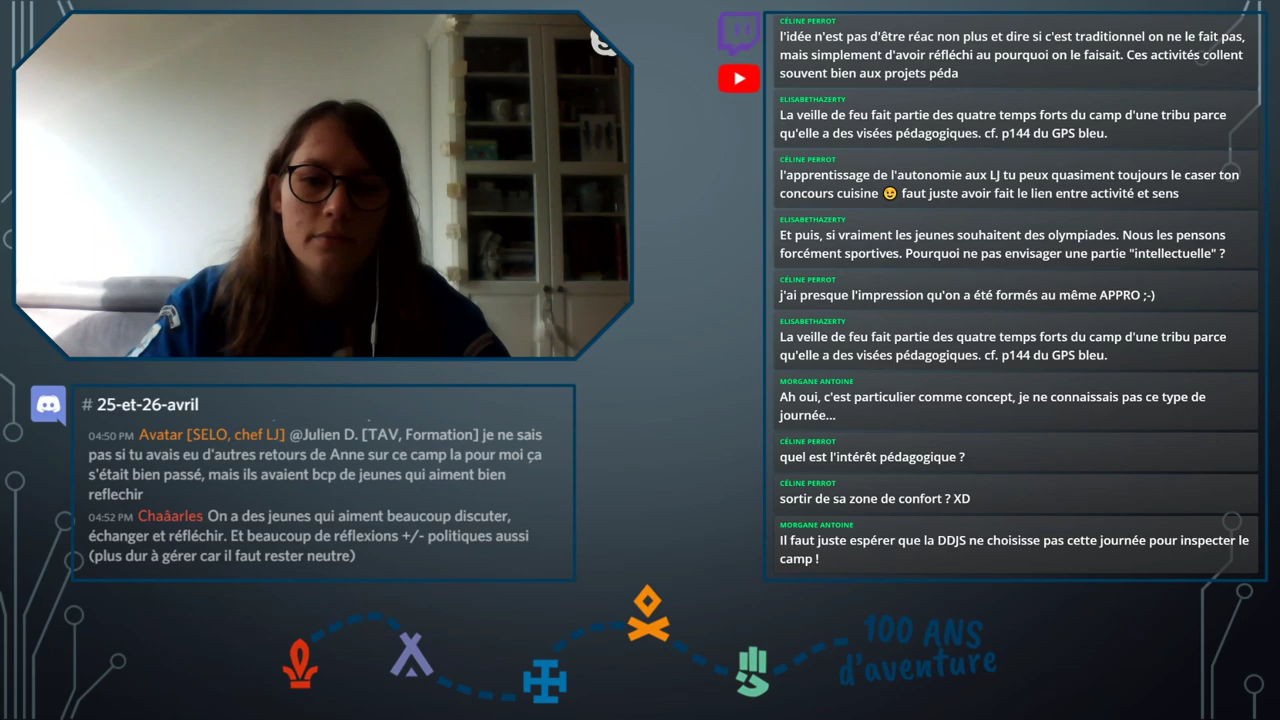 CÉLINE PERROT
l'idée n'est pas d'être réac non plus et dire si c'est traditionnel on ne le fait pas,
mais simplement d'avoir réfléchi au pourquoi on le faisait. Ces activités collent
souvent bien aux projets péda
ELISABETHAZERTY
La veille de feu fait partie des quatre temps forts du camp d'une tribu parce
qu'elle a des visées pédagogiques. cf. p144 du GPS bleu.
CÉLINE PERROT
l'apprentissage de l'autonomie aux LJ tu peux quasiment toujours le caser ton
concours cuisine 😉 faut juste avoir fait le lien entre activité et sens
ELISABETHAZERTY
Et puis, si vraiment les jeunes souhaitent des olympiades. Nous les pensons
forcément sportives. Pourquoi ne pas envisager une partie "intellectuelle" ?
CÉLINE PERROT
j'ai presque l'impression qu'on a été formés au même APPRO ;-)
ELISABETHAZERTY
La veille de feu fait partie des quatre temps forts du camp d'une tribu parce
qu'elle a des visées pédagogiques. cf. p144 du GPS bleu.
MORGANE ANTOINE
Ah oui, c'est particulier comme concept, je ne connaissais pas ce type de
journée...
CÉLINE PERROT
quel est l'intérêt pédagogique ?
CÉLINE PERROT
sortir de sa zone de confort ? XD
MORGANE ANTOINE
Il faut juste espérer que la DDJS ne choisisse pas cette journée pour inspecter le
camp !
# 25-et-26-avril
04:50 PM Avatar [SELO, chef LJ] @Julien D. [TAV, Formation] je ne sais
pas si tu avais eu d'autres retours de Anne sur ce camp la pour moi ça
s'était bien passé, mais ils avaient bcp de jeunes qui aiment bien
reflechir
04:52 PM Chaâarles On a des jeunes qui aiment beaucoup discuter,
échanger et réfléchir. Et beaucoup de réflexions +/- politiques aussi
(plus dur à gérer car il faut rester neutre)
100 ANS
d'aventure